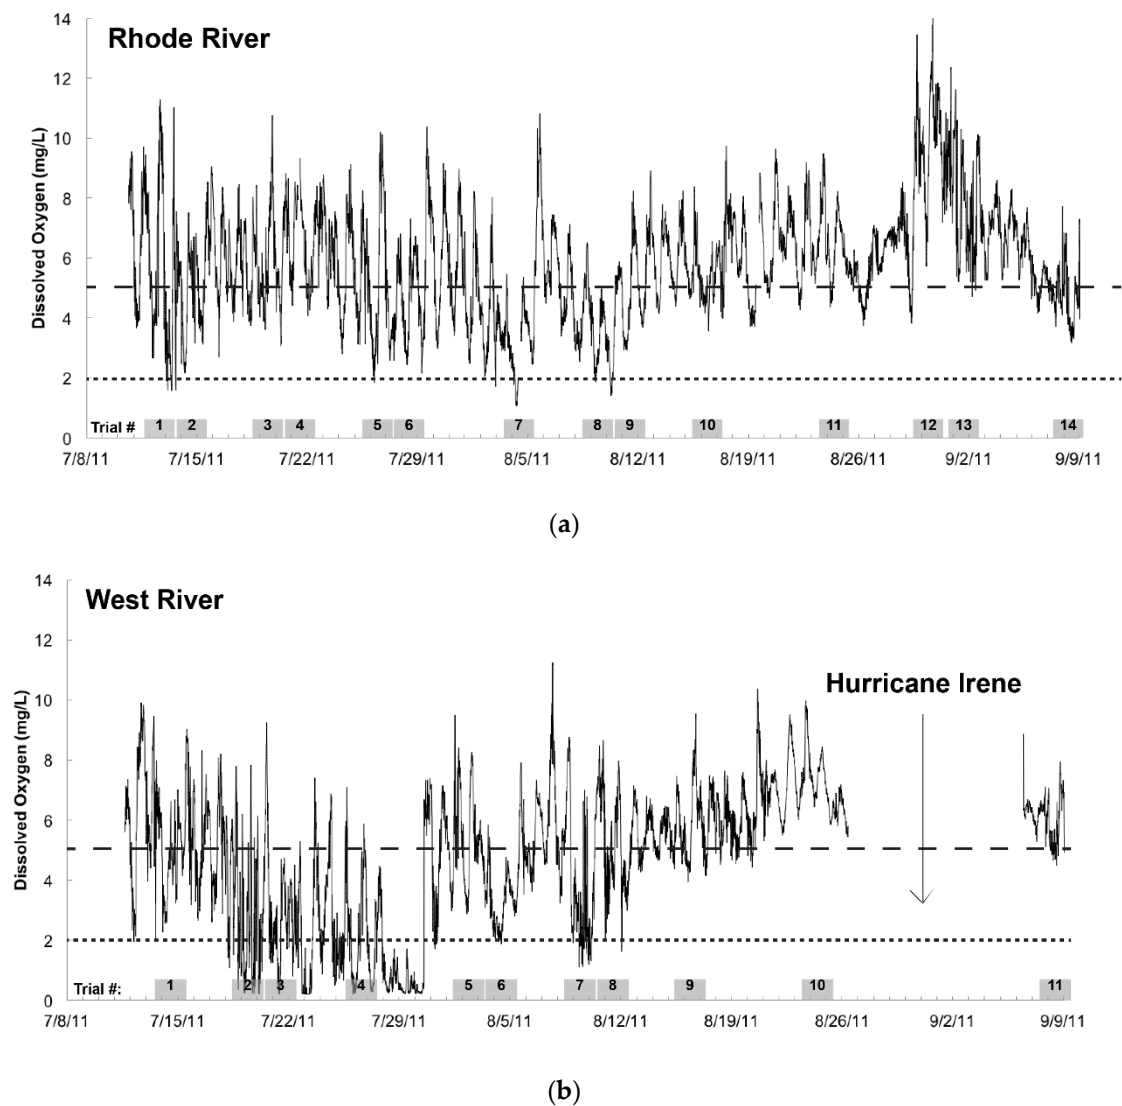 Rhode River
Dissolved Oxygen (mg/L)
14
12
10
8
6
4
2
0
Trial # 1 2 3 4 5 6 7 8 9 10 11 12 13 14
7/8/11 7/15/11 7/22/11 7/29/11 8/5/11 8/12/11 8/19/11 8/26/11 9/2/11 9/9/11
(a)
West River
Hurricane Irene
Dissolved Oxygen (mg/L)
14
12
10
8
6
4
2
0
Trial #: 1 2 3 4 5 6 7 8 9 10 11
7/8/11 7/15/11 7/22/11 7/29/11 8/5/11 8/12/11 8/19/11 8/26/11 9/2/11 9/9/11
(b)